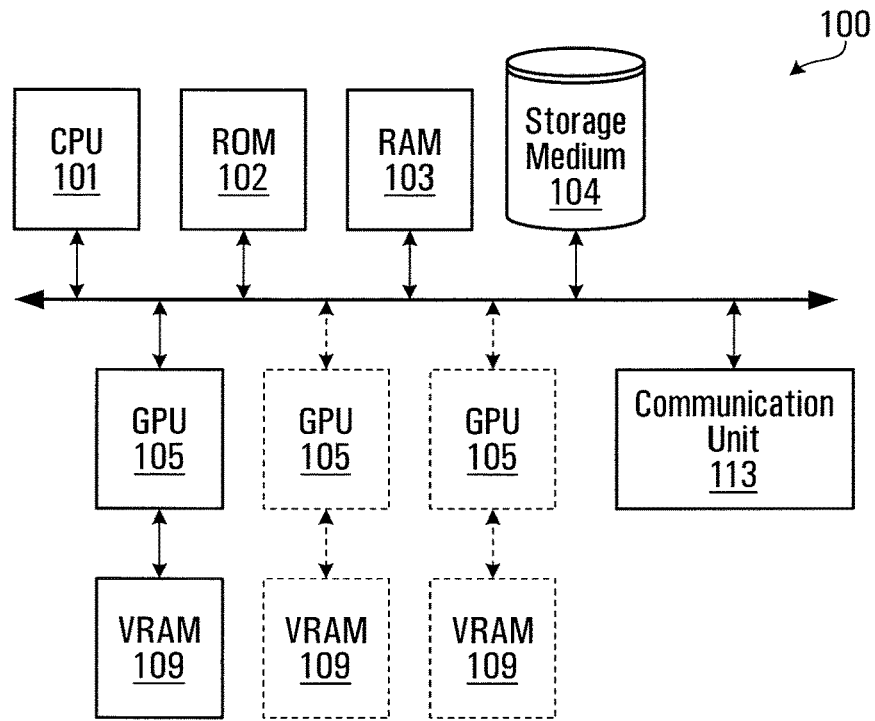 100
CPU
101
ROM
102
RAM
103
Storage
Medium
104
GPU
105
GPU
105
GPU
105
Communication
Unit
113
VRAM
109
VRAM
109
VRAM
109